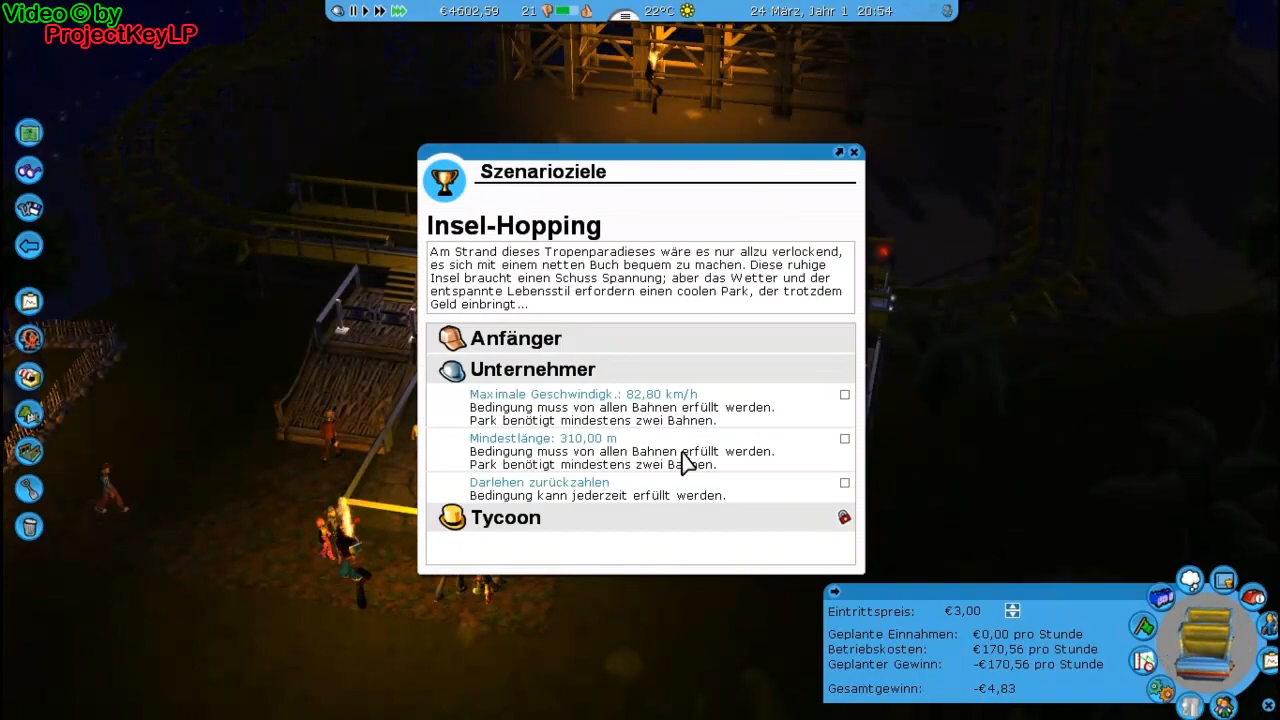 Video © by
ProjectKeyLP
€4602,59 21 22°C 24 März, Jahr 1 20:54
Szenarioziele
Insel-Hopping
Am Strand dieses Tropenparadieses wäre es nur allzu verlockend,
es sich mit einem netten Buch bequem zu machen. Diese ruhige
Insel braucht einen Schuss Spannung; aber das Wetter und der
entspannte Lebensstil erfordern einen coolen Park, der trotzdem
Geld einbringt...
Anfänger
Unternehmer
Maximale Geschwindigk.: 82,80 km/h
Bedingung muss von allen Bahnen erfüllt werden.
Park benötigt mindestens zwei Bahnen.
Mindestlänge: 310,00 m
Bedingung muss von allen Bahnen erfüllt werden.
Park benötigt mindestens zwei Bahnen.
Darlehen zurückzahlen
Bedingung kann jederzeit erfüllt werden.
Tycoon
Eintrittspreis: €3,00
Geplante Einnahmen: €0,00 pro Stunde
Betriebskosten: €170,56 pro Stunde
Geplanter Gewinn: -€170,56 pro Stunde
Gesamtgewinn: -€4,83